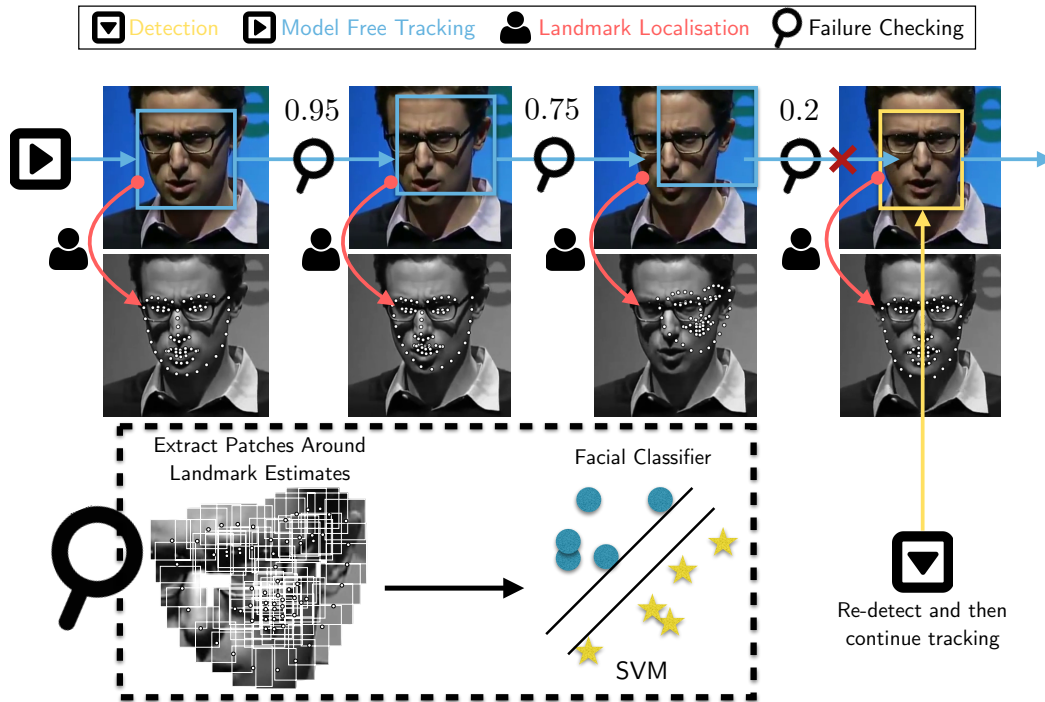 Detection Model Free Tracking Landmark Localisation Failure Checking
0.95 0.75 0.2
Extract Patches Around
Landmark Estimates
Facial Classifier
SVM
Re-detect and then
continue tracking